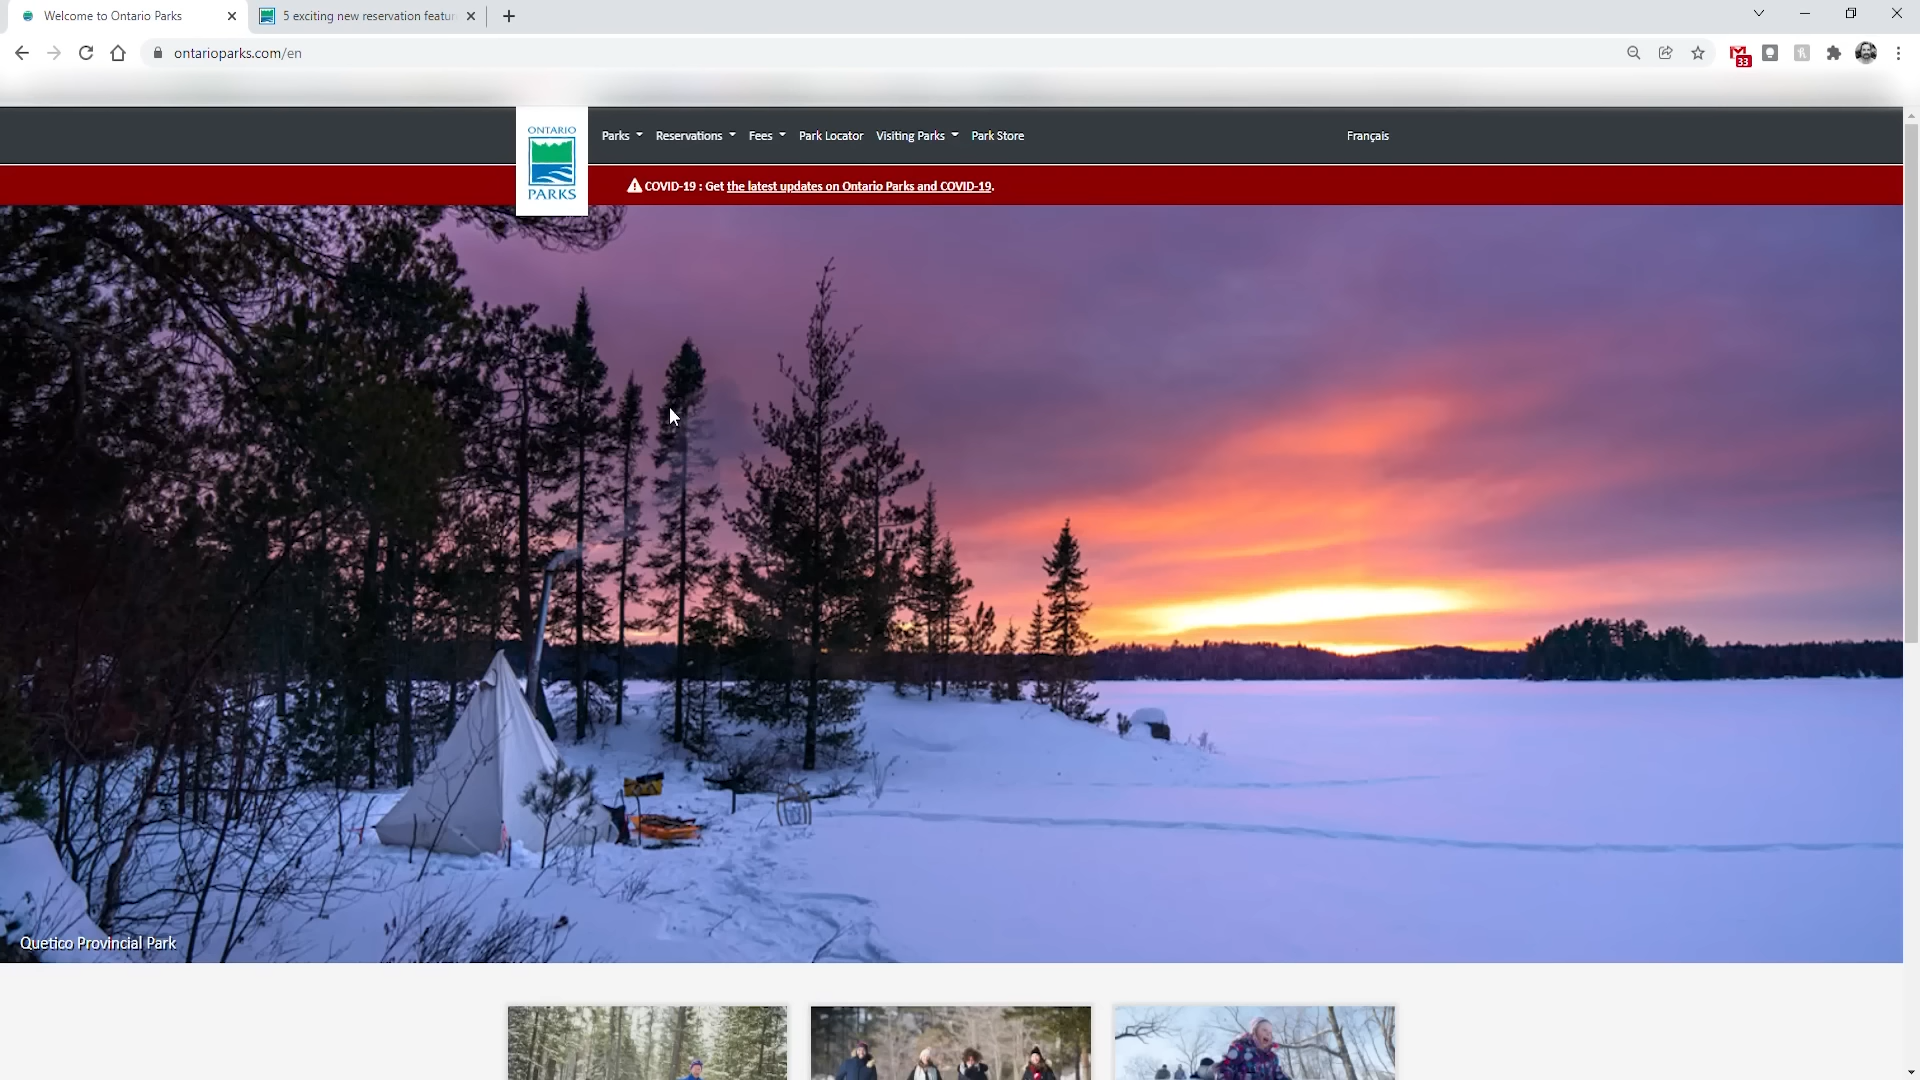 Welcome to Ontario Parks
5 exciting new reservation featur
ontarioparks.com/en
33
ONTARIO
PARKS
Parks
Reservations
Fees
Park Locator
Visiting Parks
Park Store
Français
COVID-19 : Get the latest updates on Ontario Parks and COVID-19.
Quetico Provincial Park